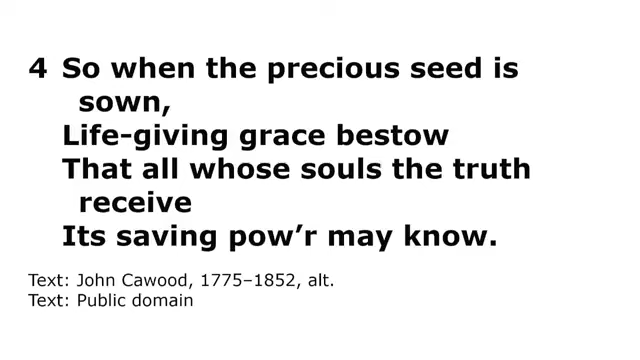 4 So when the precious seed is
sown,
Life-giving grace bestow
That all whose souls the truth
receive
Its saving pow’r may know.
Text: John Cawood, 1775–1852, alt.
Text: Public domain